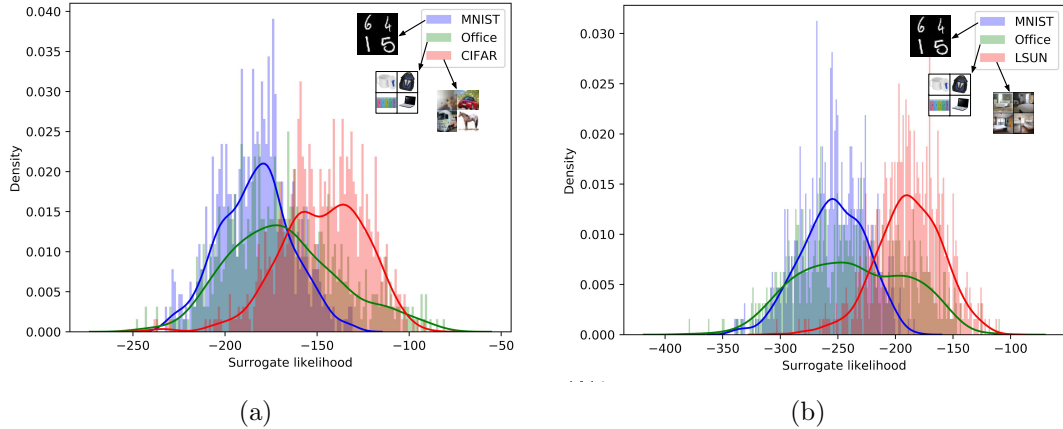 MNIST
Office
CIFAR
6 4
1 5
0.040
0.035
0.030
0.025
0.020
0.015
0.010
0.005
0.000
Density
−250
−200
−150
−100
−50
Surrogate likelihood
(a)
MNIST
Office
LSUN
6 4
1 5
0.030
0.025
0.020
0.015
0.010
0.005
0.000
Density
−400
−350
−300
−250
−200
−150
−100
Surrogate likelihood
(b)